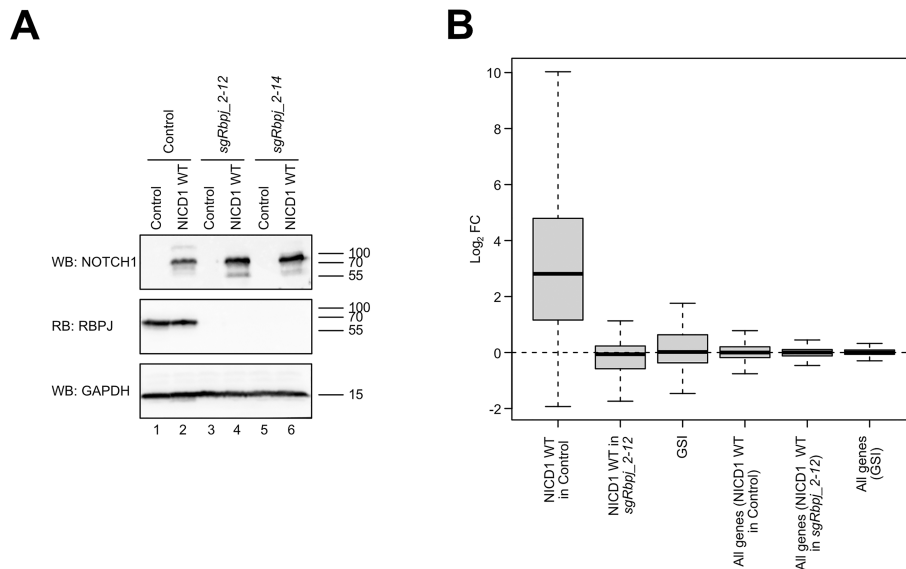 A
B
Control
sgRbpj_2-12
sgRbpj_2-14
Control
NICD1 WT
Control
NICD1 WT
Control
NICD1 WT
WB: NOTCH1
100
70
55
RB: RBPJ
100
70
55
WB: GAPDH
15
1 2 3 4 5 6
Log2 FC
10
8
6
4
2
0
-2
NICD1 WT
in Control
NICD1 WT in
sgRbpj_2-12
GSI
All genes (NICD1 WT
in Control)
All genes (NICD1 WT
in sgRbpj_2-12)
All genes
(GSI)